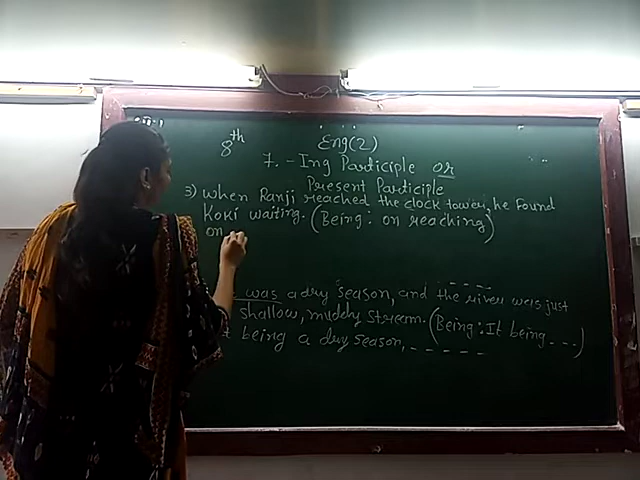 8th Eng(2)
7. - Ing Participle or
Present Participle
3) When Ranji reached the clock tower, he Found
Koki waiting. (Being: on reaching)
on
was a dry season, and the river was just
shallow, muddy stream. (Being: It being ...)
being a dry season, - - - - - -